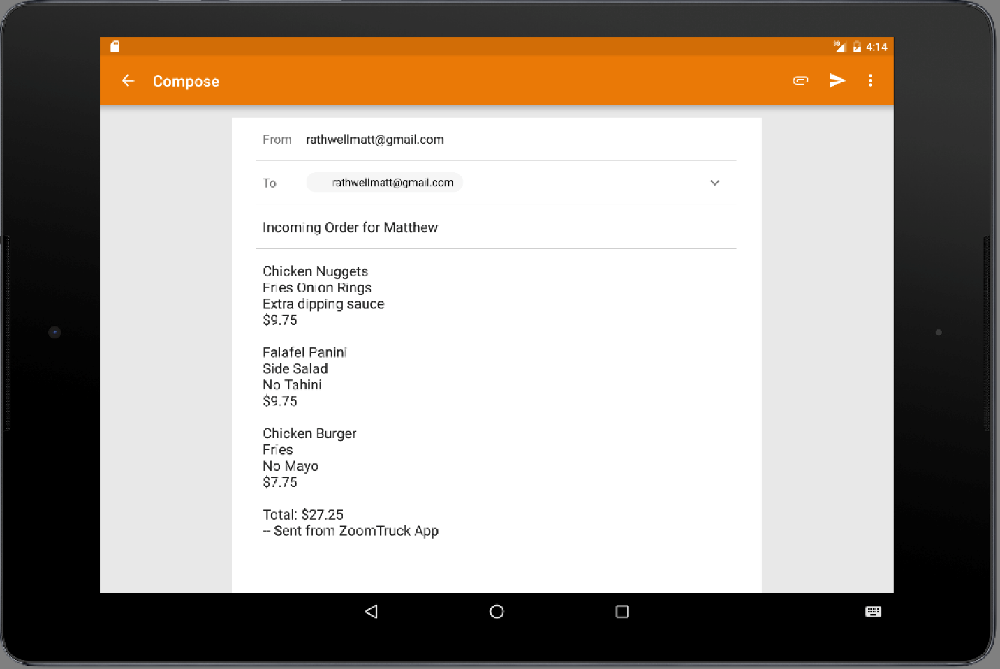 3G 4:14
Compose
From rathwellmatt@gmail.com
To rathwellmatt@gmail.com
Incoming Order for Matthew
Chicken Nuggets
Fries Onion Rings
Extra dipping sauce
$9.75
Falafel Panini
Side Salad
No Tahini
$9.75
Chicken Burger
Fries
No Mayo
$7.75
Total: $27.25
-- Sent from ZoomTruck App